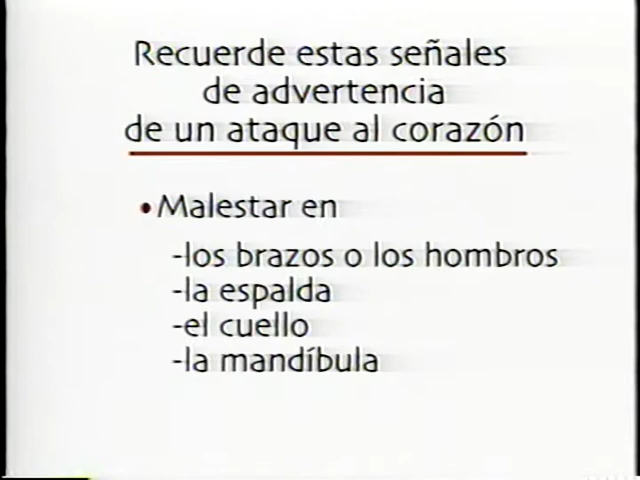 Recuerde estas señales
de advertencia
de un ataque al corazón
•Malestar en
-los brazos o los hombros
-la espalda
-el cuello
-la mandíbula